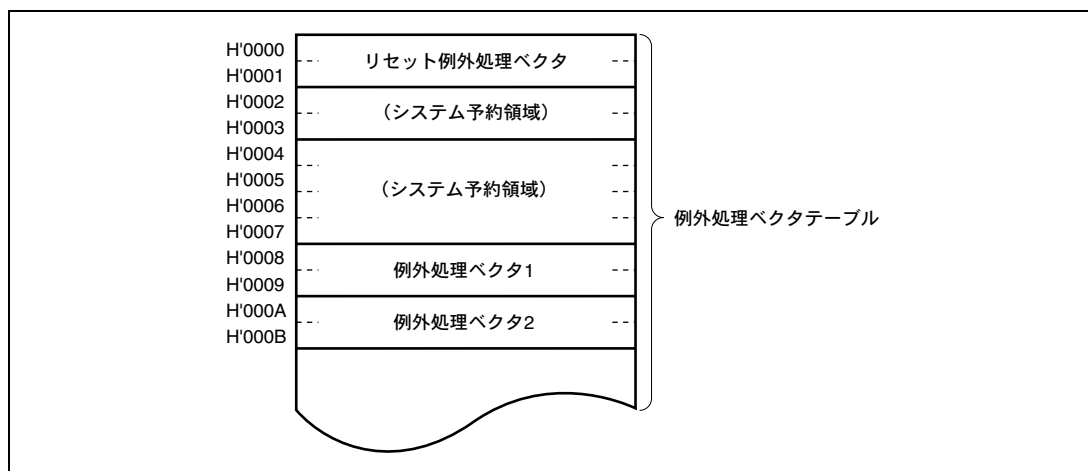 H'0000
リセット例外処理ベクタ
H'0001
H'0002
（システム予約領域）
H'0003
H'0004
H'0005
（システム予約領域）
H'0006
H'0007
例外処理ベクタテーブル
H'0008
例外処理ベクタ1
H'0009
H'000A
例外処理ベクタ2
H'000B